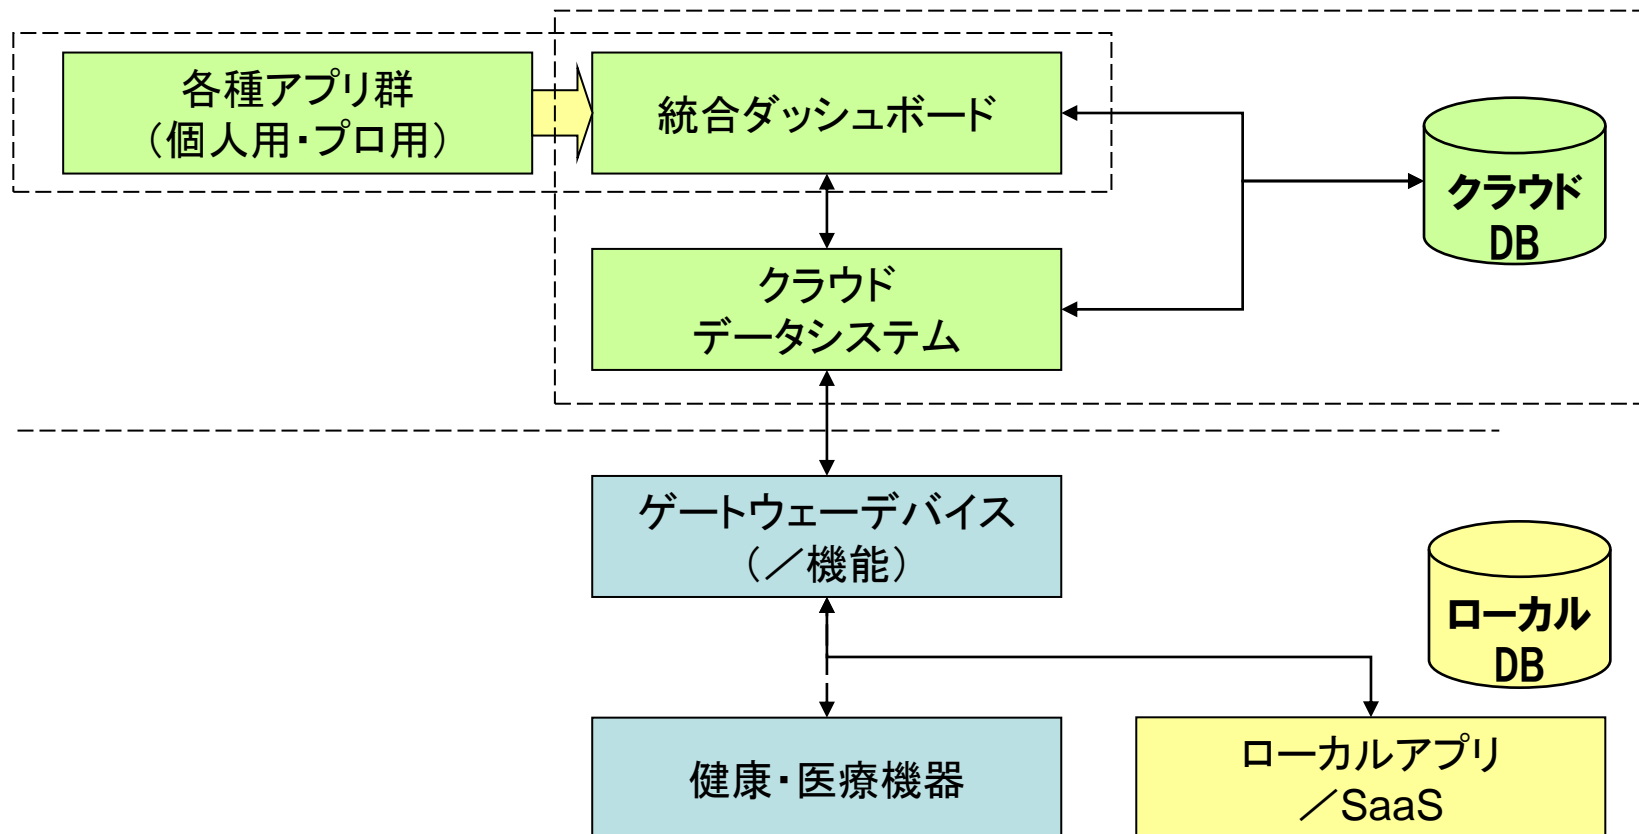 各種アプリ群
（個人用・プロ用）
統合ダッシュボード
クラウド
DB
クラウド
データシステム
ゲートウェーデバイス
（／機能）
ローカル
DB
健康・医療機器
ローカルアプリ
／SaaS